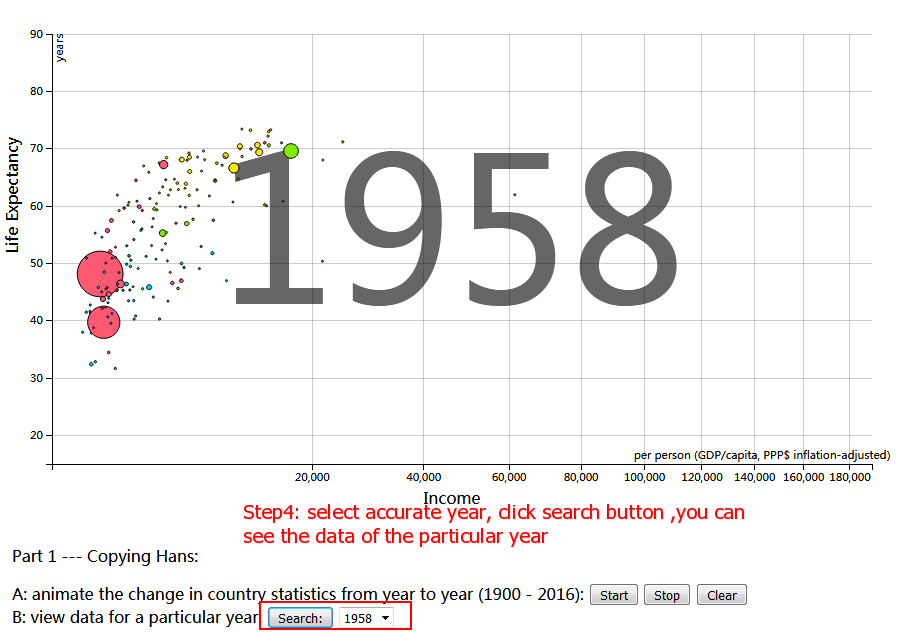 90
years
80
70
60
50
40
30
20
Life Expectancy
1958
per person (GDP/capita, PPP$ inflation-adjusted)
20,000 40,000 60,000 80,000 100,000 120,000 140,000 160,000 180,000
Income
Step4: select accurate year, click search button ,you can
see the data of the particular year
Part 1 --- Copying Hans:
A: animate the change in country statistics from year to year (1900 - 2016): Start Stop Clear
B: view data for a particular year: Search: 1958